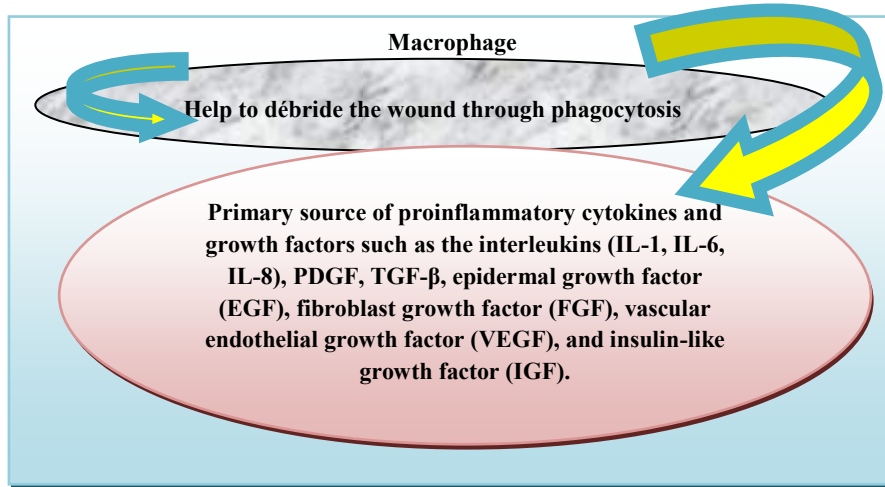 Macrophage
Help to débride the wound through phagocytosis
Primary source of proinflammatory cytokines and
growth factors such as the interleukins (IL-1, IL-6,
IL-8), PDGF, TGF-β, epidermal growth factor
(EGF), fibroblast growth factor (FGF), vascular
endothelial growth factor (VEGF), and insulin-like
growth factor (IGF).